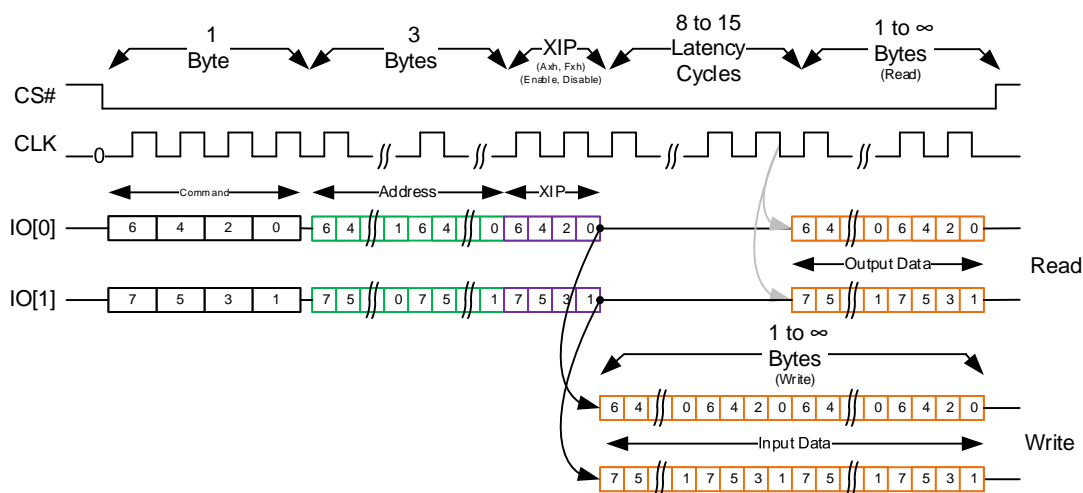 1
Byte
3
Bytes
XIP
(Axh, Fxh)
(Enable, Disable)
8 to 15
Latency
Cycles
1 to ∞
Bytes
(Read)
CS#
CLK
0
Command
Address
XIP
IO[0]
6 4 2 0 6 4 1 6 4 0 6 4 2 0 6 4 0 6 4 2 0
Output Data
Read
IO[1]
7 5 3 1 7 5 0 7 5 1 7 5 3 1 7 5 1 7 5 3 1
1 to ∞
Bytes
(Write)
6 4 0 6 4 2 0 6 4 0 6 4 2 0
Input Data
Write
7 5 1 7 5 3 1 7 5 1 7 5 3 1